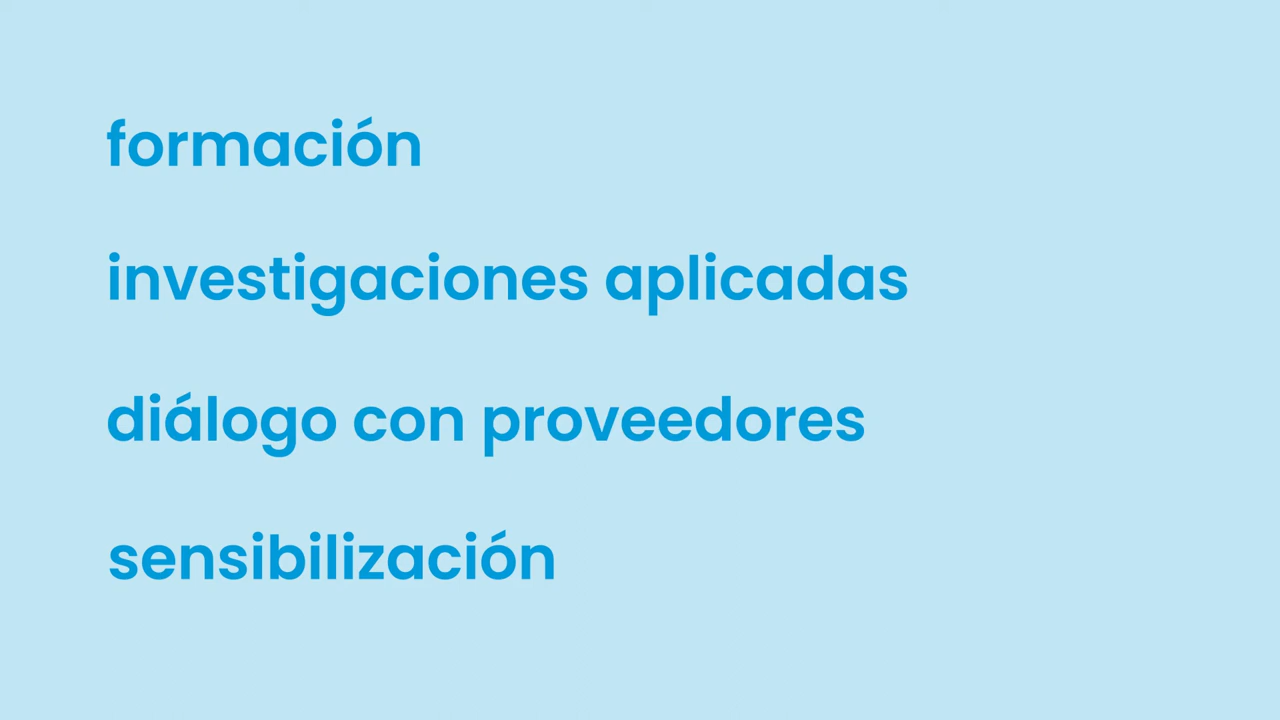 formación
investigaciones aplicadas
diálogo con proveedores
sensibilización